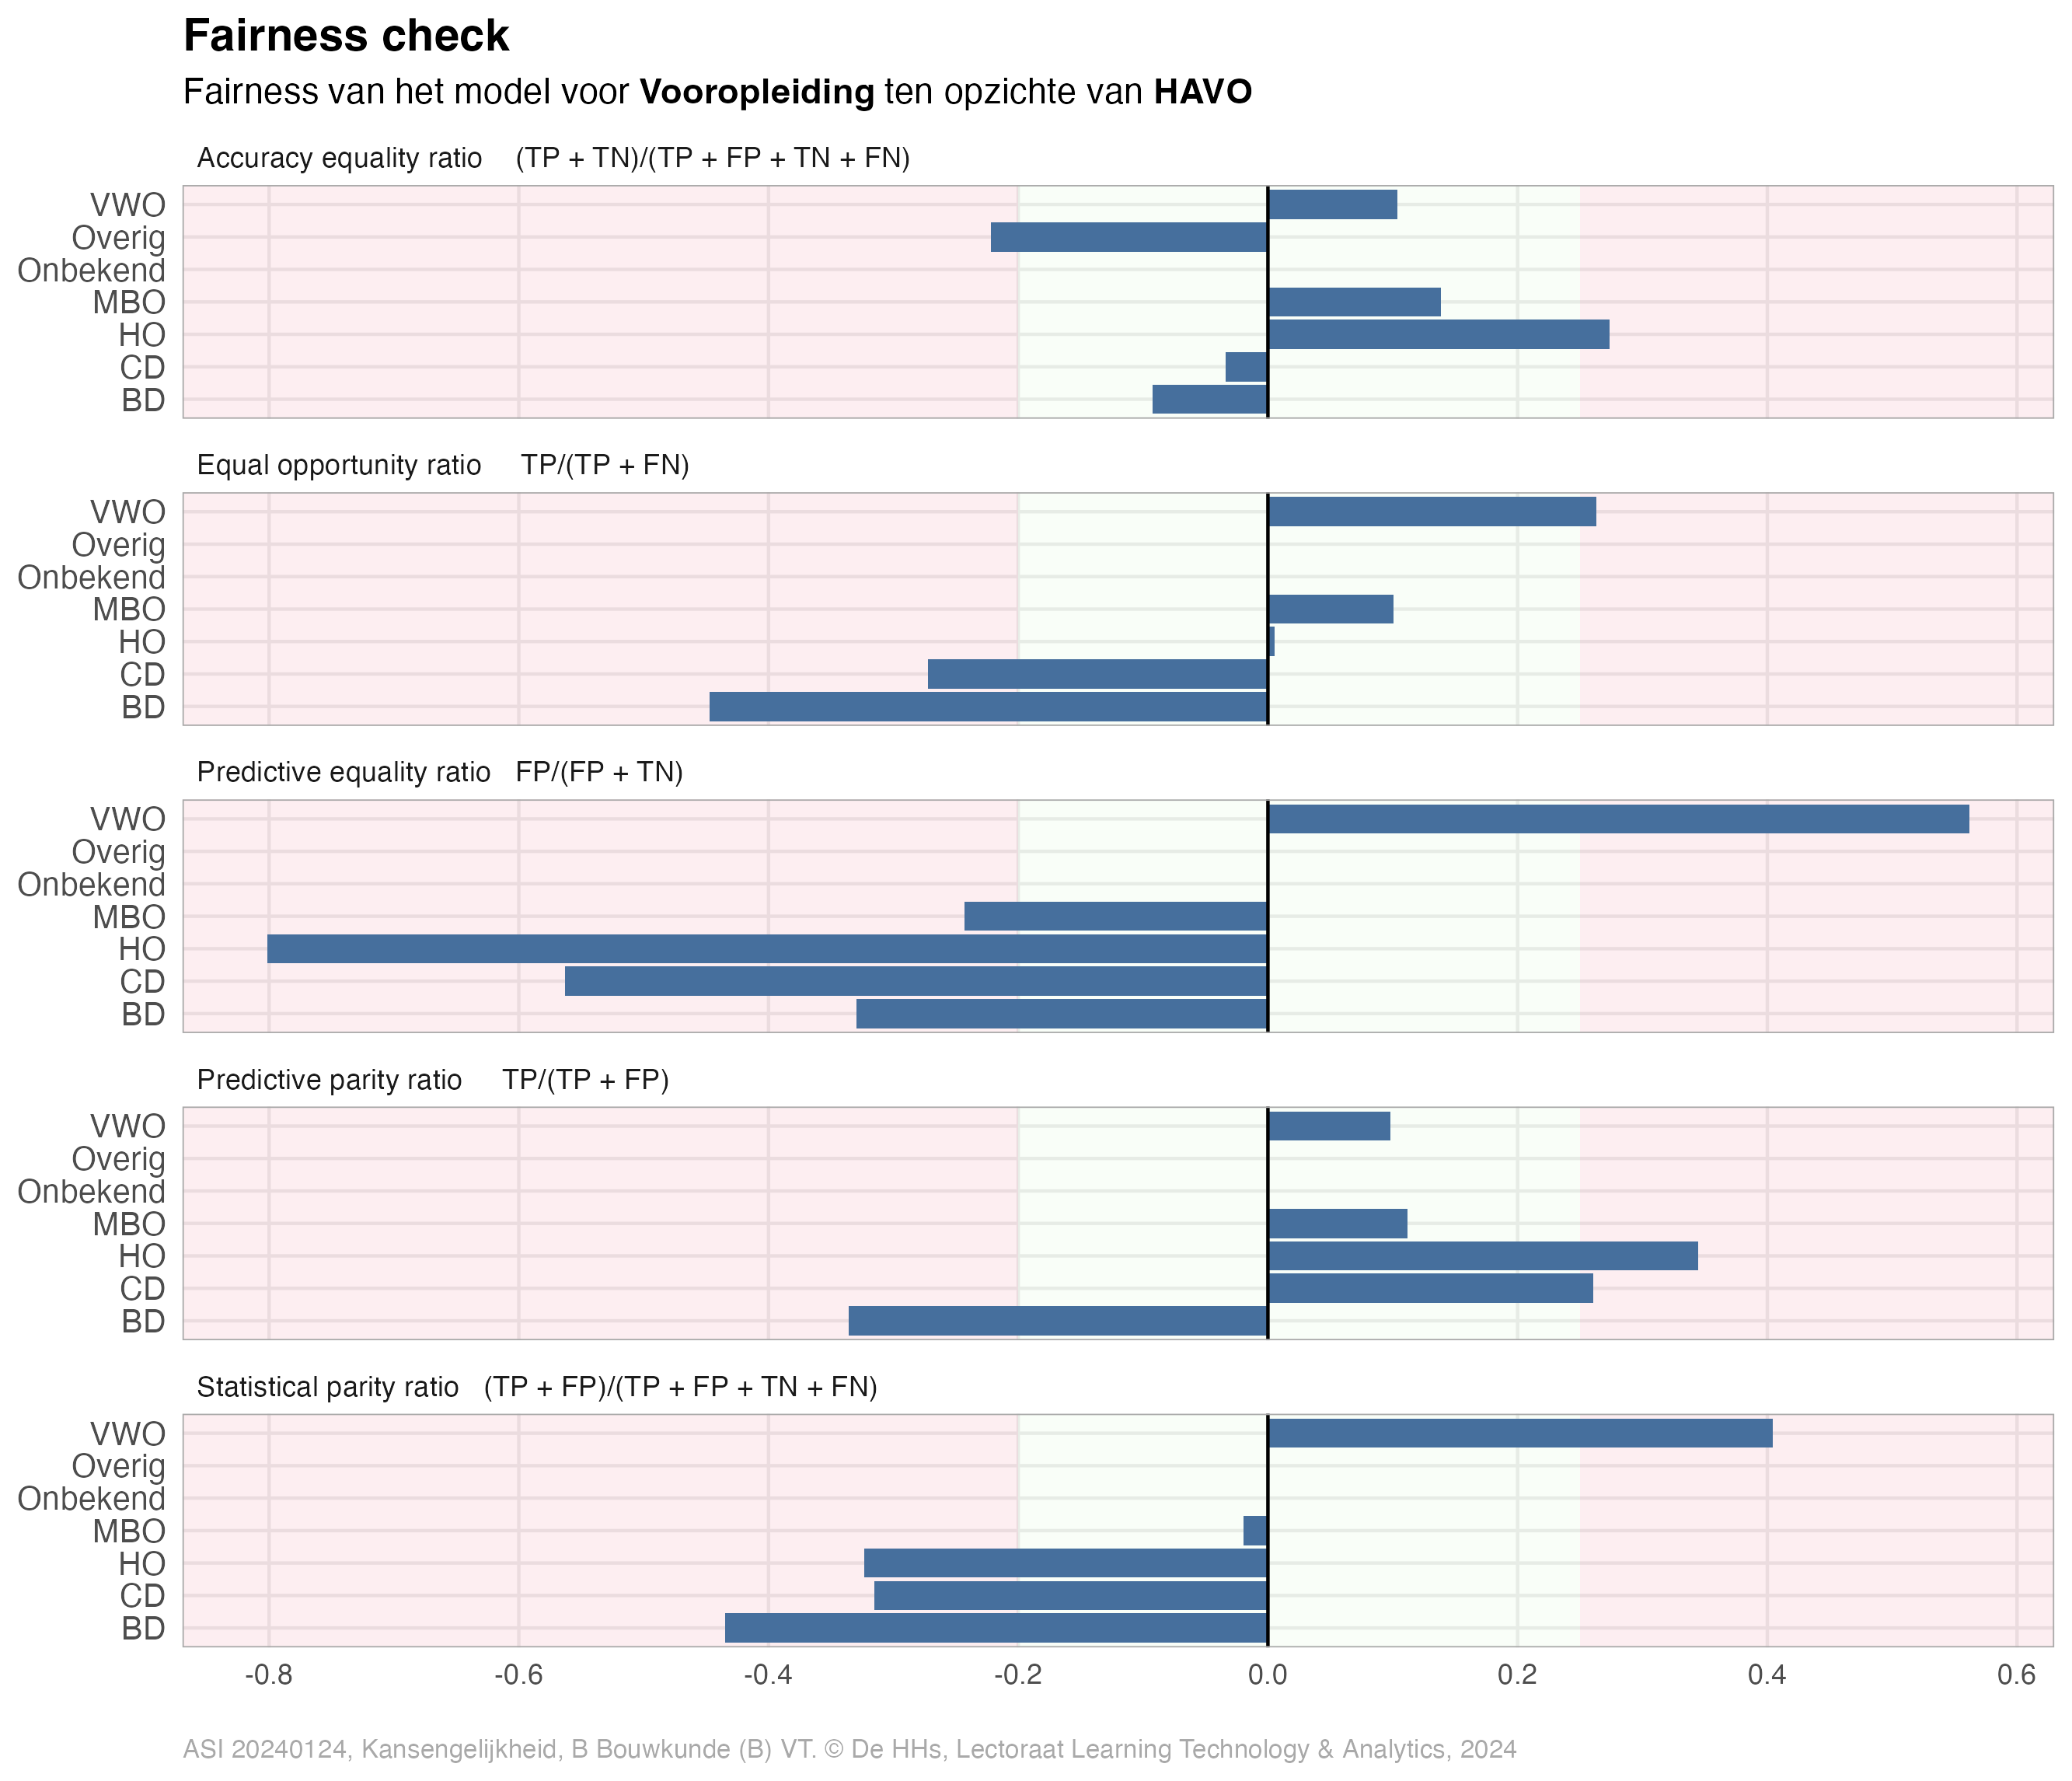 Fairness check
Fairness van het model voor Vooropleiding ten opzichte van HAVO
Accuracy equality ratio (TP + TN)/(TP + FP + TN + FN)
VWO
Overig
Onbekend
MBO
HO
CD
BD
Equal opportunity ratio TP/(TP + FN)
VWO
Overig
Onbekend
MBO
HO
CD
BD
Predictive equality ratio FP/(FP + TN)
VWO
Overig
Onbekend
MBO
HO
CD
BD
Predictive parity ratio TP/(TP + FP)
VWO
Overig
Onbekend
MBO
HO
CD
BD
Statistical parity ratio (TP + FP)/(TP + FP + TN + FN)
VWO
Overig
Onbekend
MBO
HO
CD
BD
-0.8 -0.6 -0.4 -0.2 0.0 0.2 0.4 0.6
ASI 20240124, Kansengelijkheid, B Bouwkunde (B) VT. © De HHs, Lectoraat Learning Technology & Analytics, 2024